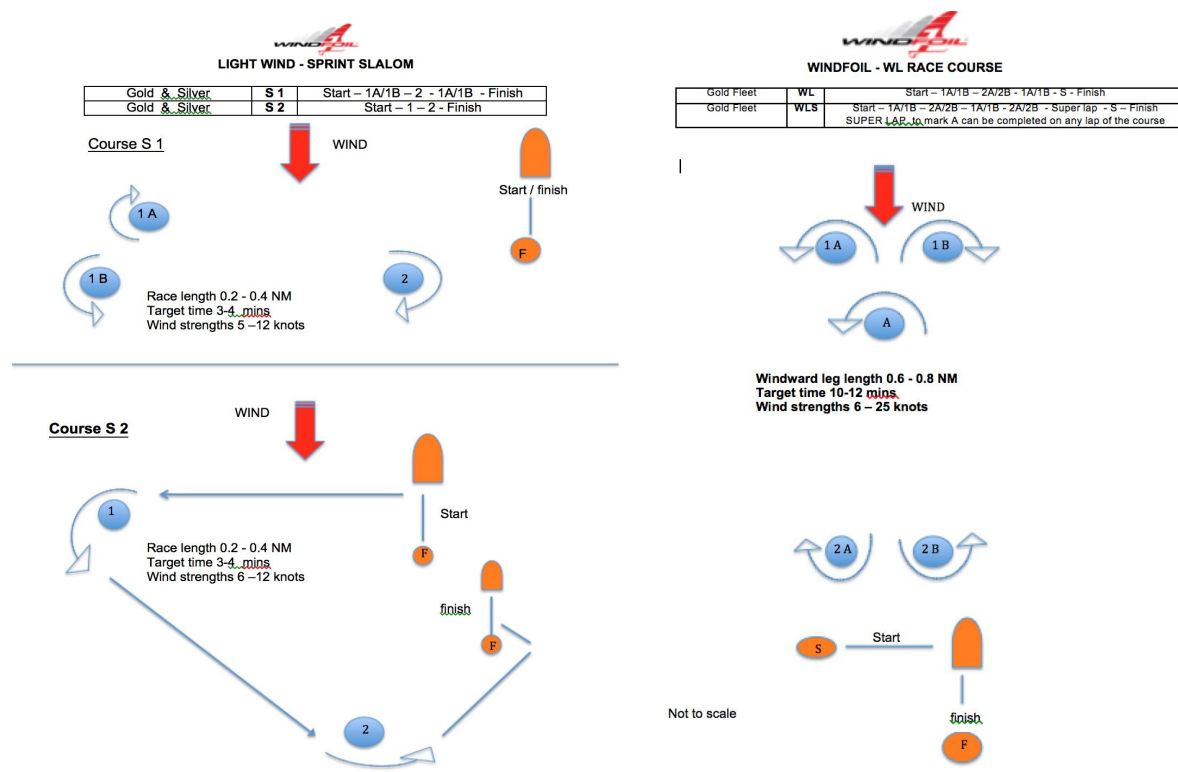 WINDFOIL 1
LIGHT WIND - SPRINT SLALOM
Gold & Silver S 1 Start – 1A/1B – 2 - 1A/1B - Finish
Gold & Silver S 2 Start – 1 – 2 - Finish
Course S 1
WIND
Start / finish
1 A
F
1 B
2
Race length 0.2 - 0.4 NM
Target time 3-4 mins
Wind strengths 5 –12 knots
WIND
Course S 2
1
Start
F
Race length 0.2 - 0.4 NM
Target time 3-4 mins
Wind strengths 6 –12 knots
finish
F
2
WINDFOIL 1
WINDFOIL - WL RACE COURSE
Gold Fleet WL Start – 1A/1B – 2A/2B - 1A/1B - S - Finish
Gold Fleet WLS Start – 1A/1B – 2A/2B – 1A/1B - 2A/2B - Super lap - S – Finish
SUPER LAP to mark A can be completed on any lap of the course
WIND
1 A
1 B
A
Windward leg length 0.6 - 0.8 NM
Target time 10-12 mins
Wind strengths 6 – 25 knots
2 A
2 B
Start
S
Not to scale
finish
F